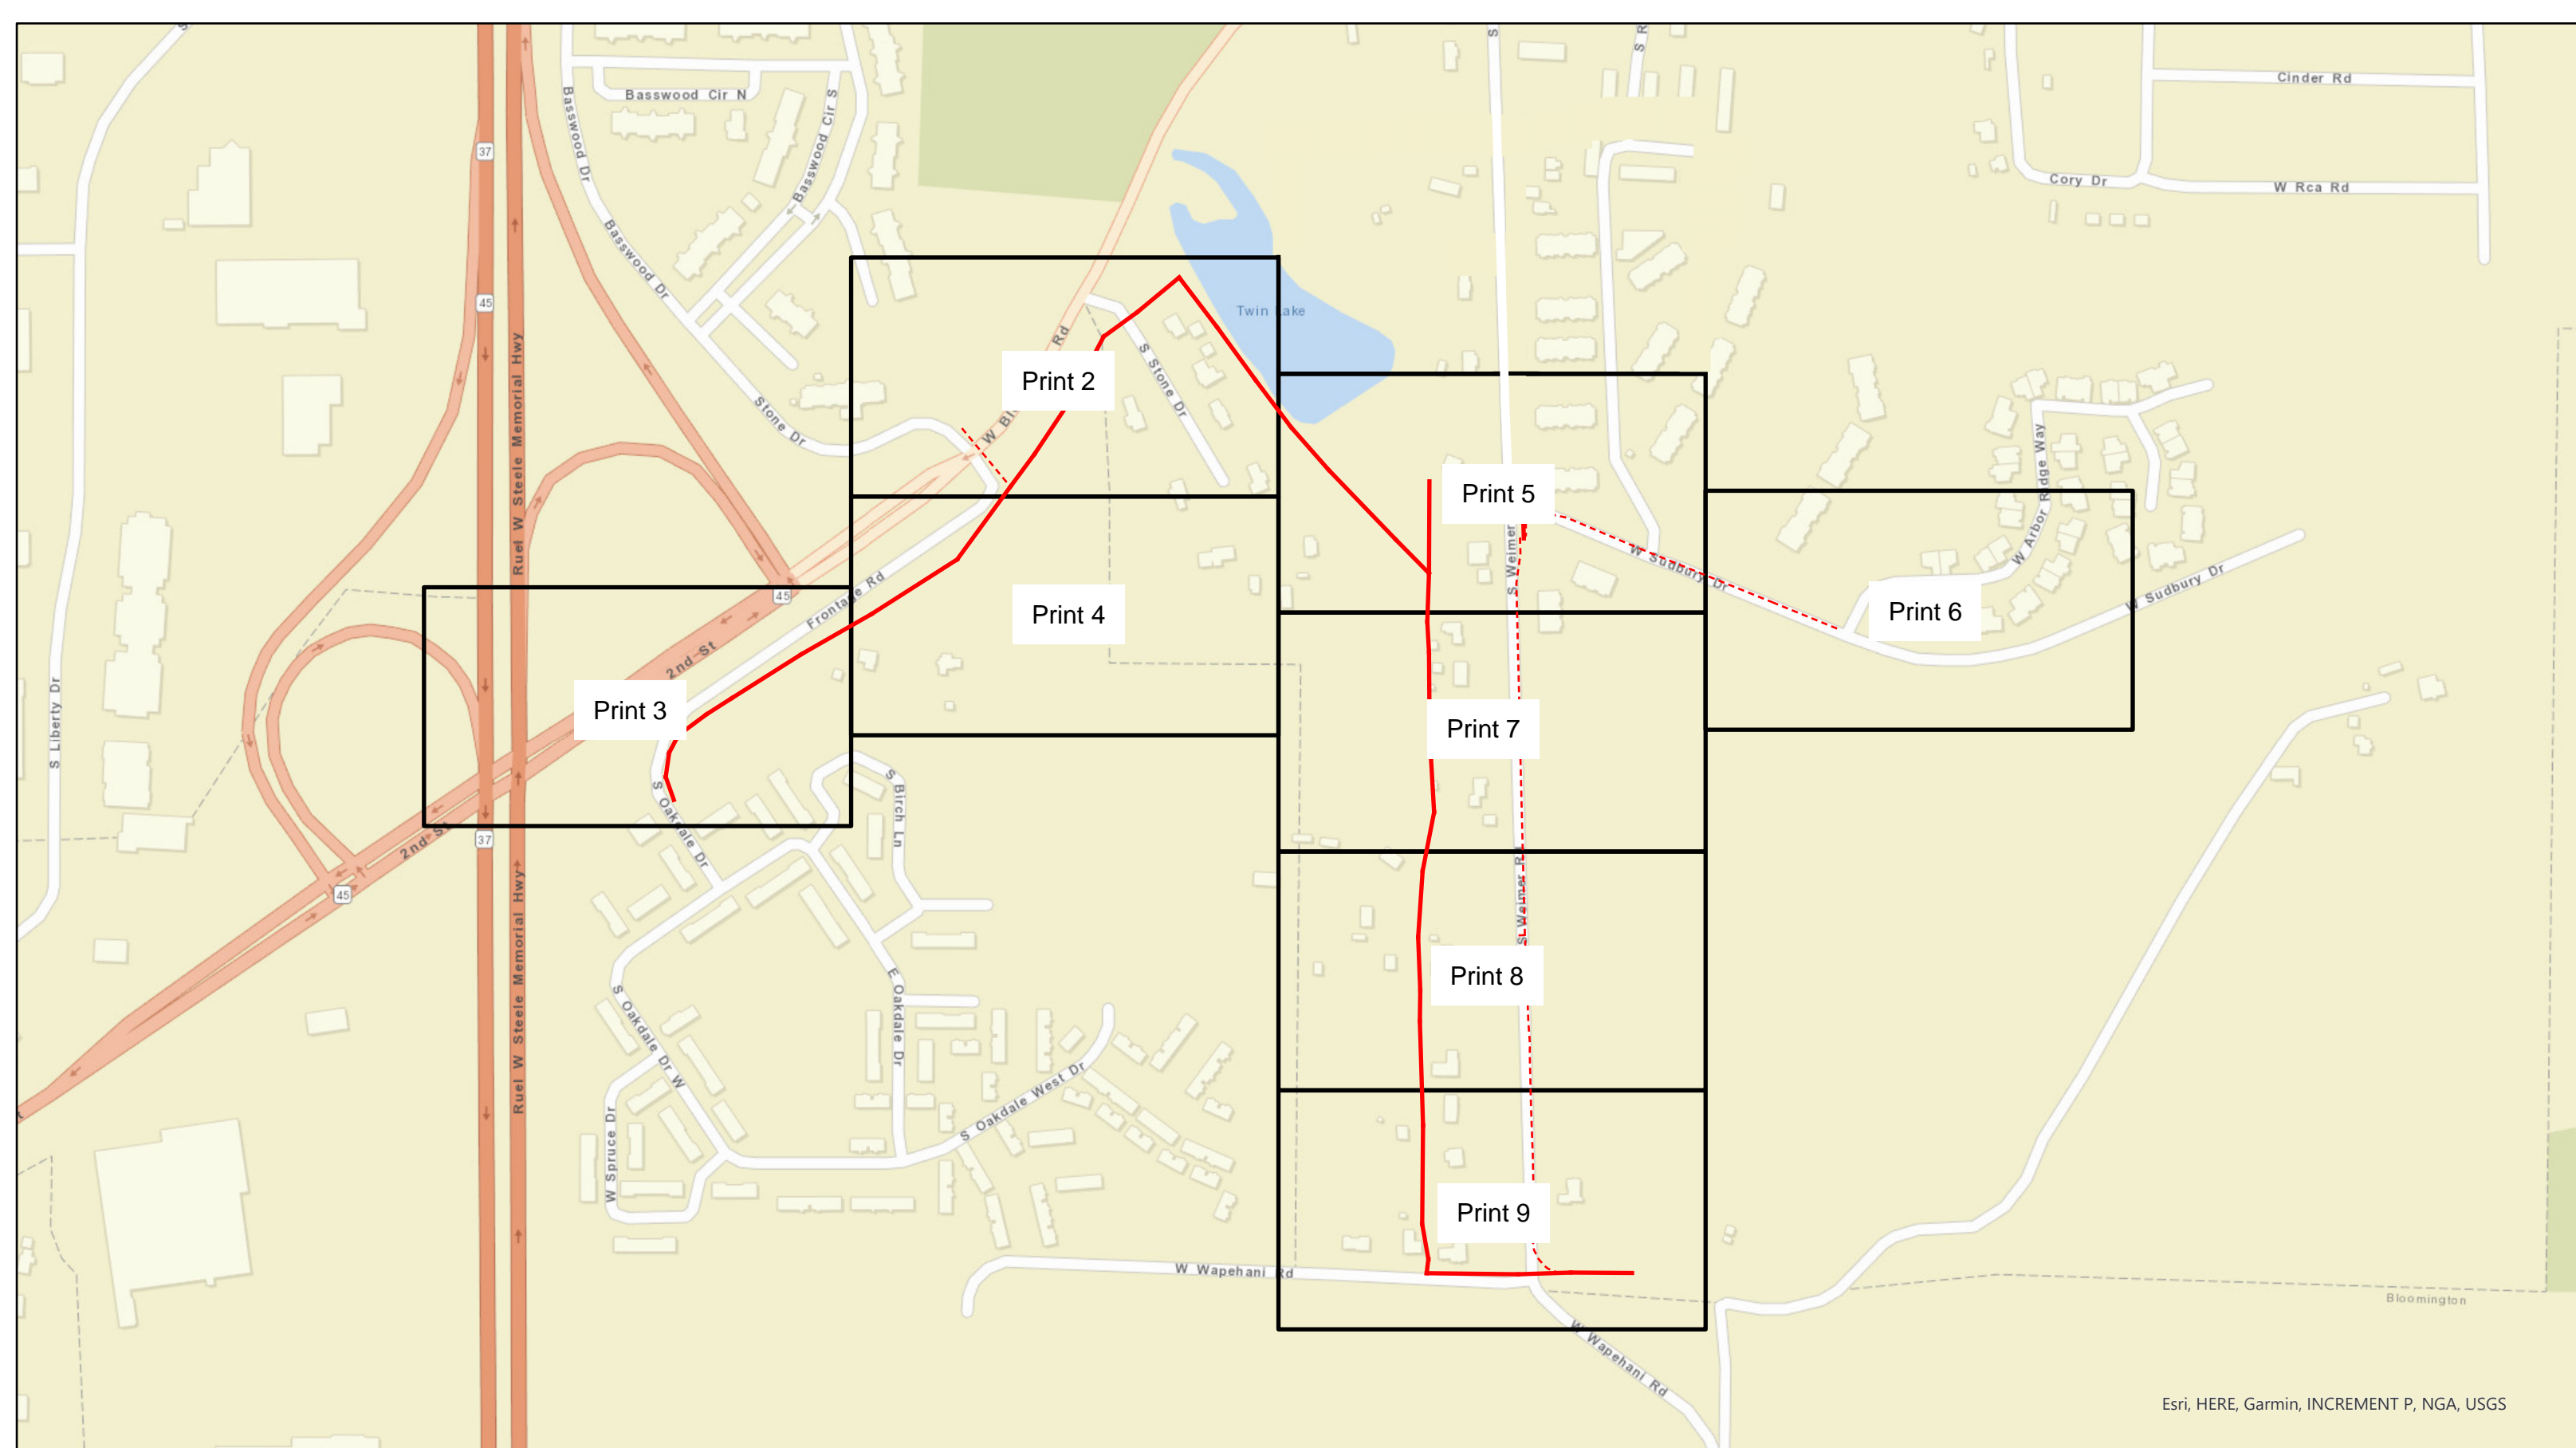 Cinder Rd
Basswood Cir N
Basswood Dr
Basswood Cir S
37
Cory Dr
W Rca Rd
Basswood Dr
45
Twin Lake
Rd
Ruel W Steele Memorial Hwy
S Stone Dr
Print 2
Stone Dr
W Bl
W Arbor Ridge Way
Print 5
S Weimer
W Sudbury Dr
45
Frontage Rd
Print 4
Print 6
W Sudbury Dr
2nd St
Print 3
S Liberty Dr
Print 7
S Oakdale Dr
S Birch Ln
37
2nd St
45
S Weimer R
Ruel W Steele Memorial Hwy
Print 8
S Oakdale Dr W
E Oakdale Dr
S Oakdale West Dr
W Spruce Dr
Print 9
W Wapehani Rd
Bloomington
W Wapehani Rd
Esri, HERE, Garmin, INCREMENT P, NGA, USGS